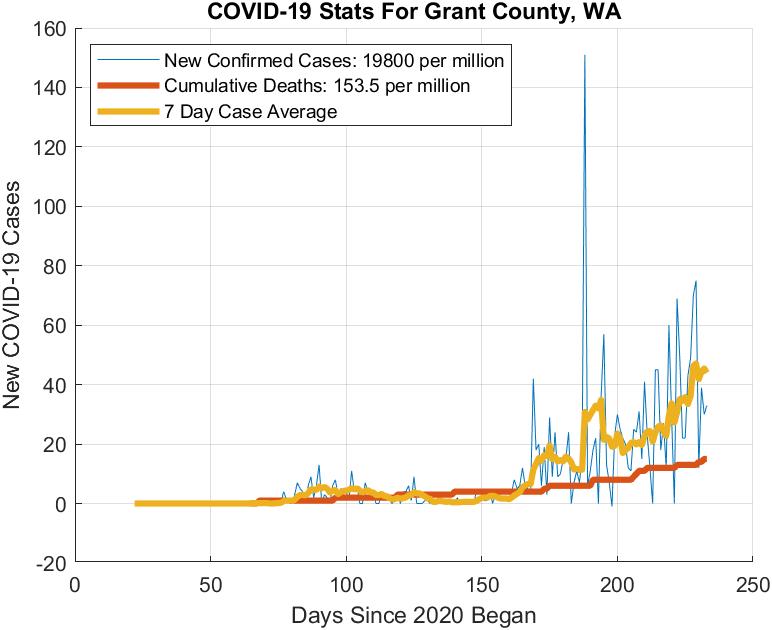 COVID-19 Stats For Grant County, WA
160
140
120
100
80
60
40
20
0
-20
New COVID-19 Cases
New Confirmed Cases: 19800 per million
Cumulative Deaths: 153.5 per million
7 Day Case Average
0 50 100 150 200 250
Days Since 2020 Began